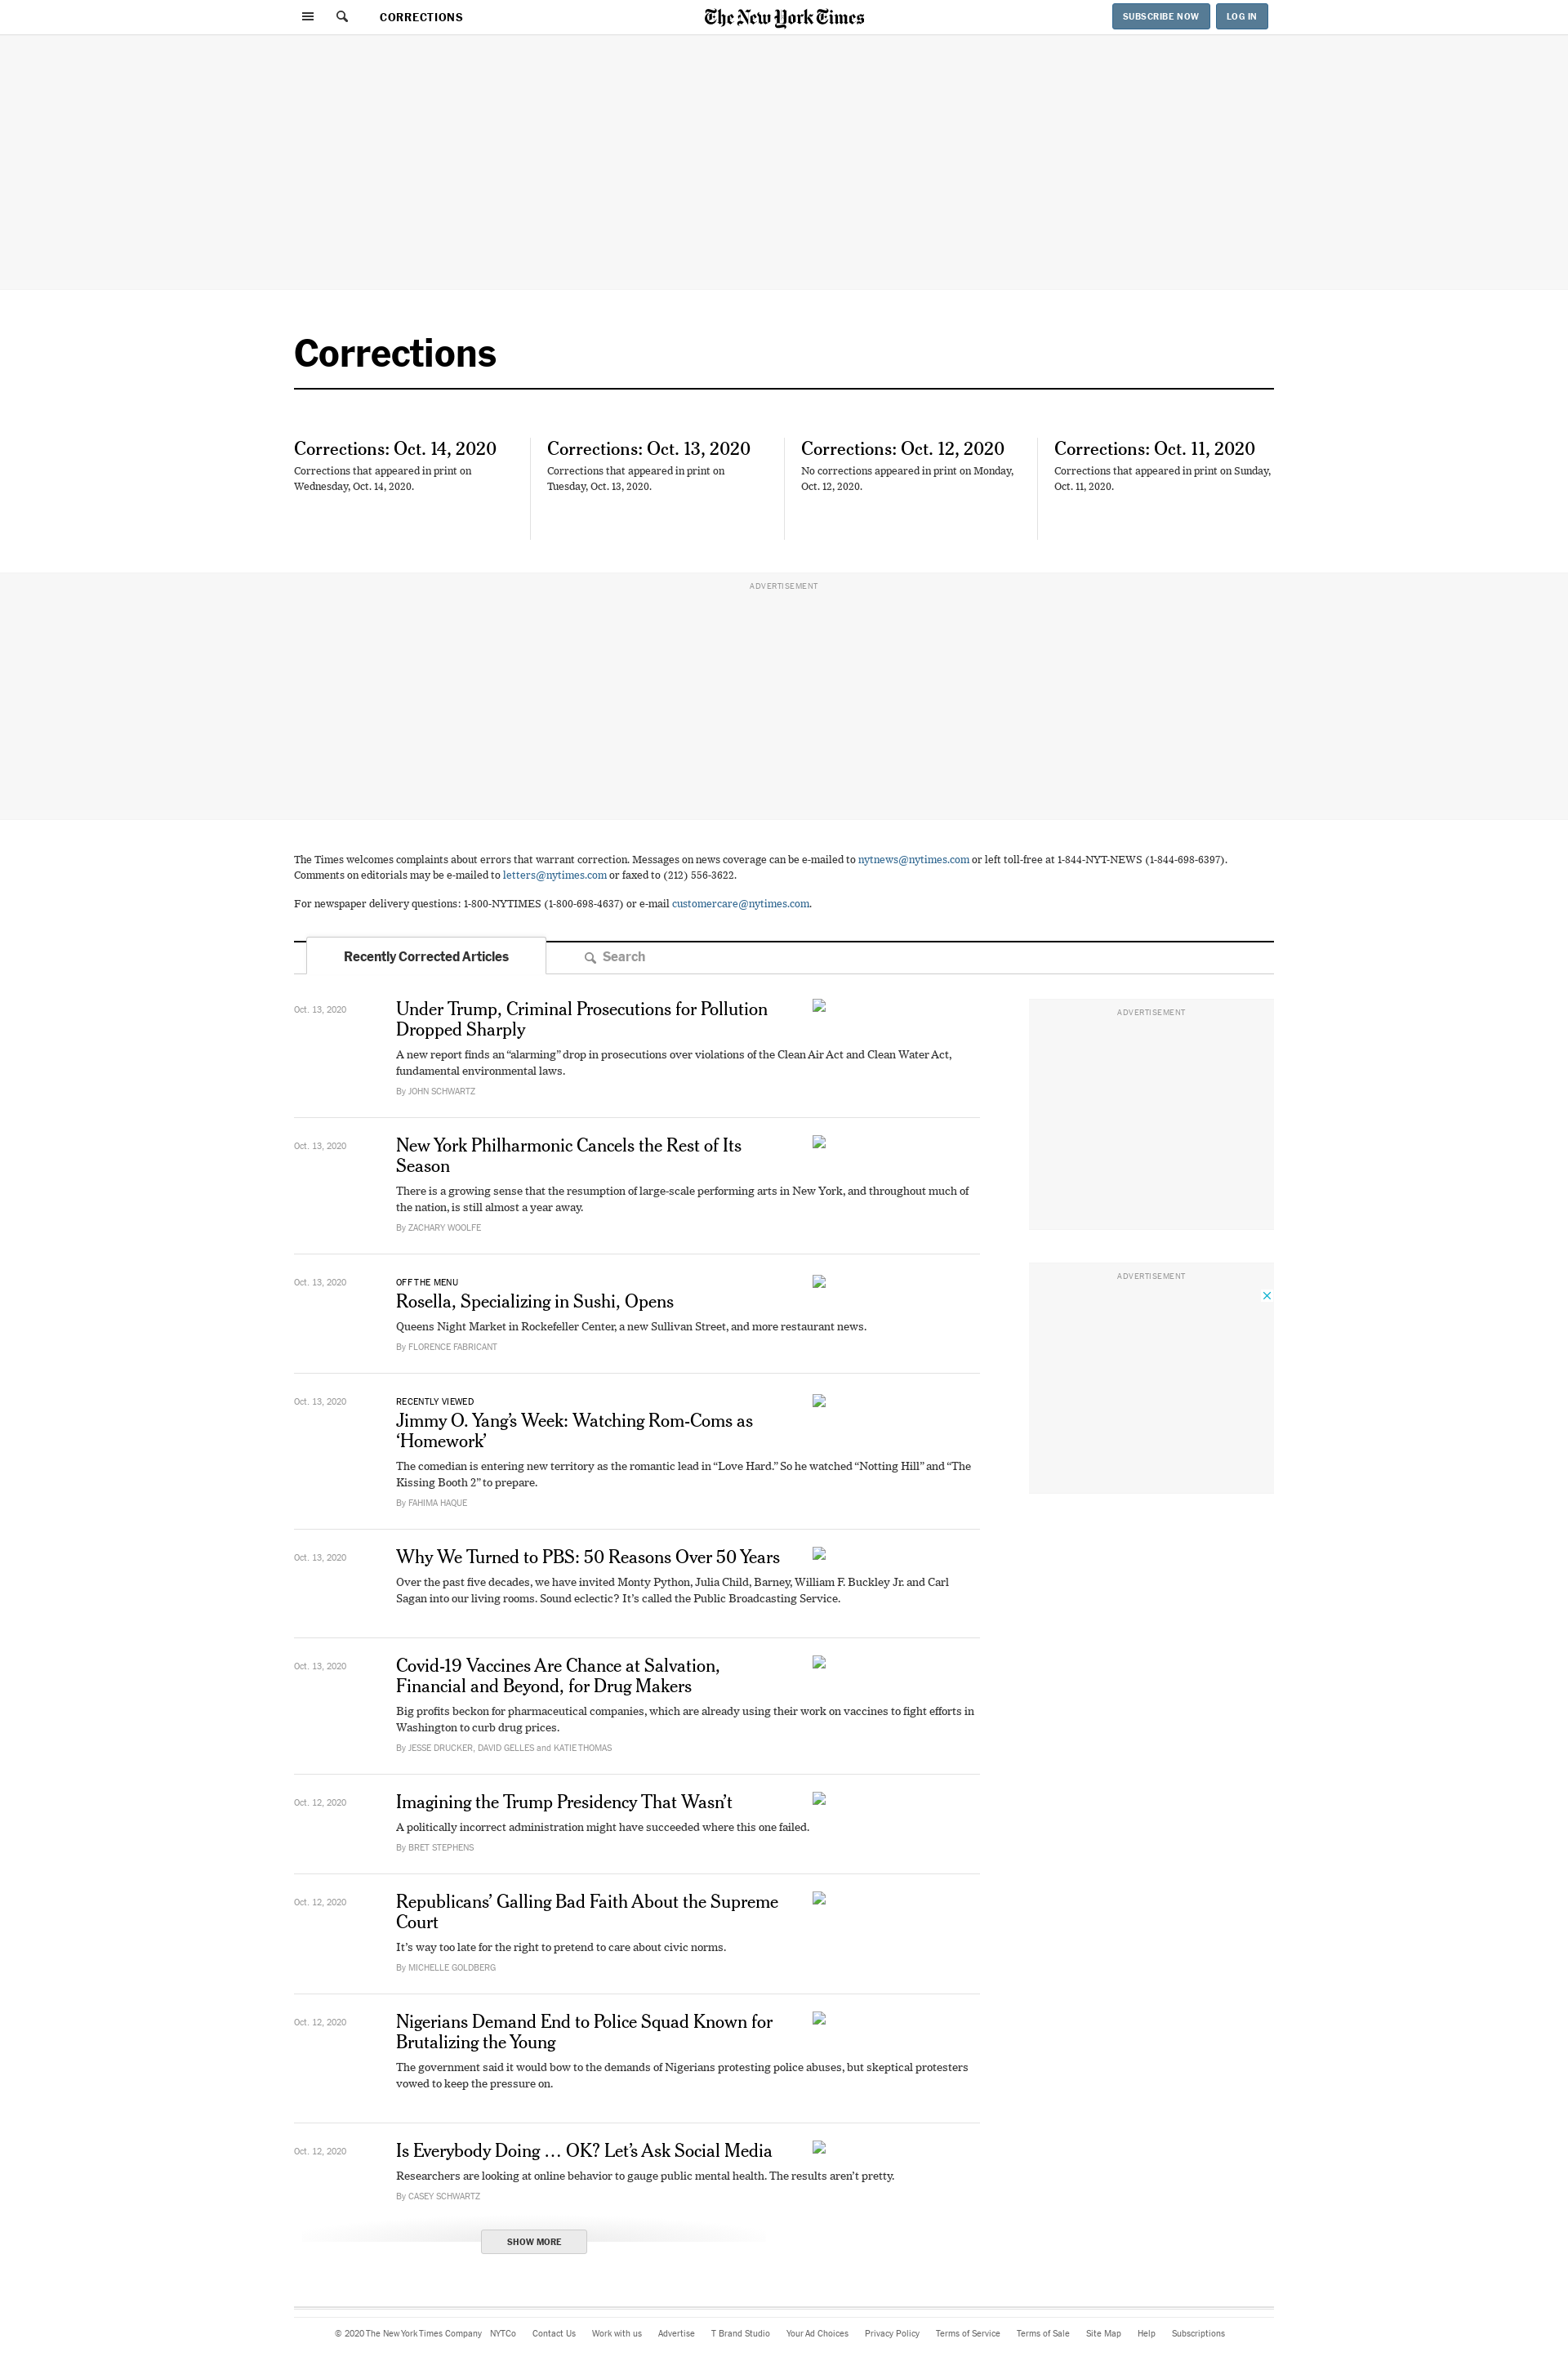 CORRECTIONS
The New York Times
SUBSCRIBE NOW
LOG IN
Corrections
Corrections: Oct. 14, 2020
Corrections that appeared in print on
Wednesday, Oct. 14, 2020.
Corrections: Oct. 13, 2020
Corrections that appeared in print on
Tuesday, Oct. 13, 2020.
Corrections: Oct. 12, 2020
No corrections appeared in print on Monday,
Oct. 12, 2020.
Corrections: Oct. 11, 2020
Corrections that appeared in print on Sunday,
Oct. 11, 2020.
ADVERTISEMENT
The Times welcomes complaints about errors that warrant correction. Messages on news coverage can be e-mailed to nytnews@nytimes.com or left toll-free at 1-844-NYT-NEWS (1-844-698-6397).
Comments on editorials may be e-mailed to letters@nytimes.com or faxed to (212) 556-3622.
For newspaper delivery questions: 1-800-NYTIMES (1-800-698-4637) or e-mail customercare@nytimes.com.
Recently Corrected Articles
Search
Oct. 13, 2020
Under Trump, Criminal Prosecutions for Pollution
Dropped Sharply
A new report finds an “alarming” drop in prosecutions over violations of the Clean Air Act and Clean Water Act,
fundamental environmental laws.
By JOHN SCHWARTZ
ADVERTISEMENT
Oct. 13, 2020
New York Philharmonic Cancels the Rest of Its
Season
There is a growing sense that the resumption of large-scale performing arts in New York, and throughout much of
the nation, is still almost a year away.
By ZACHARY WOOLFE
ADVERTISEMENT
Oct. 13, 2020
OFF THE MENU
Rosella, Specializing in Sushi, Opens
Queens Night Market in Rockefeller Center, a new Sullivan Street, and more restaurant news.
By FLORENCE FABRICANT
Oct. 13, 2020
RECENTLY VIEWED
Jimmy O. Yang’s Week: Watching Rom-Coms as
‘Homework’
The comedian is entering new territory as the romantic lead in “Love Hard.” So he watched “Notting Hill” and “The
Kissing Booth 2” to prepare.
By FAHIMA HAQUE
Oct. 13, 2020
Why We Turned to PBS: 50 Reasons Over 50 Years
Over the past five decades, we have invited Monty Python, Julia Child, Barney, William F. Buckley Jr. and Carl
Sagan into our living rooms. Sound eclectic? It’s called the Public Broadcasting Service.
Oct. 13, 2020
Covid-19 Vaccines Are Chance at Salvation,
Financial and Beyond, for Drug Makers
Big profits beckon for pharmaceutical companies, which are already using their work on vaccines to fight efforts in
Washington to curb drug prices.
By JESSE DRUCKER, DAVID GELLES and KATIE THOMAS
Oct. 12, 2020
Imagining the Trump Presidency That Wasn’t
A politically incorrect administration might have succeeded where this one failed.
By BRET STEPHENS
Oct. 12, 2020
Republicans’ Galling Bad Faith About the Supreme
Court
It’s way too late for the right to pretend to care about civic norms.
By MICHELLE GOLDBERG
Oct. 12, 2020
Nigerians Demand End to Police Squad Known for
Brutalizing the Young
The government said it would bow to the demands of Nigerians protesting police abuses, but skeptical protesters
vowed to keep the pressure on.
Oct. 12, 2020
Is Everybody Doing … OK? Let’s Ask Social Media
Researchers are looking at online behavior to gauge public mental health. The results aren’t pretty.
By CASEY SCHWARTZ
SHOW MORE
© 2020 The New York Times Company NYTCo Contact Us Work with us Advertise T Brand Studio Your Ad Choices Privacy Policy Terms of Service Terms of Sale Site Map Help Subscriptions